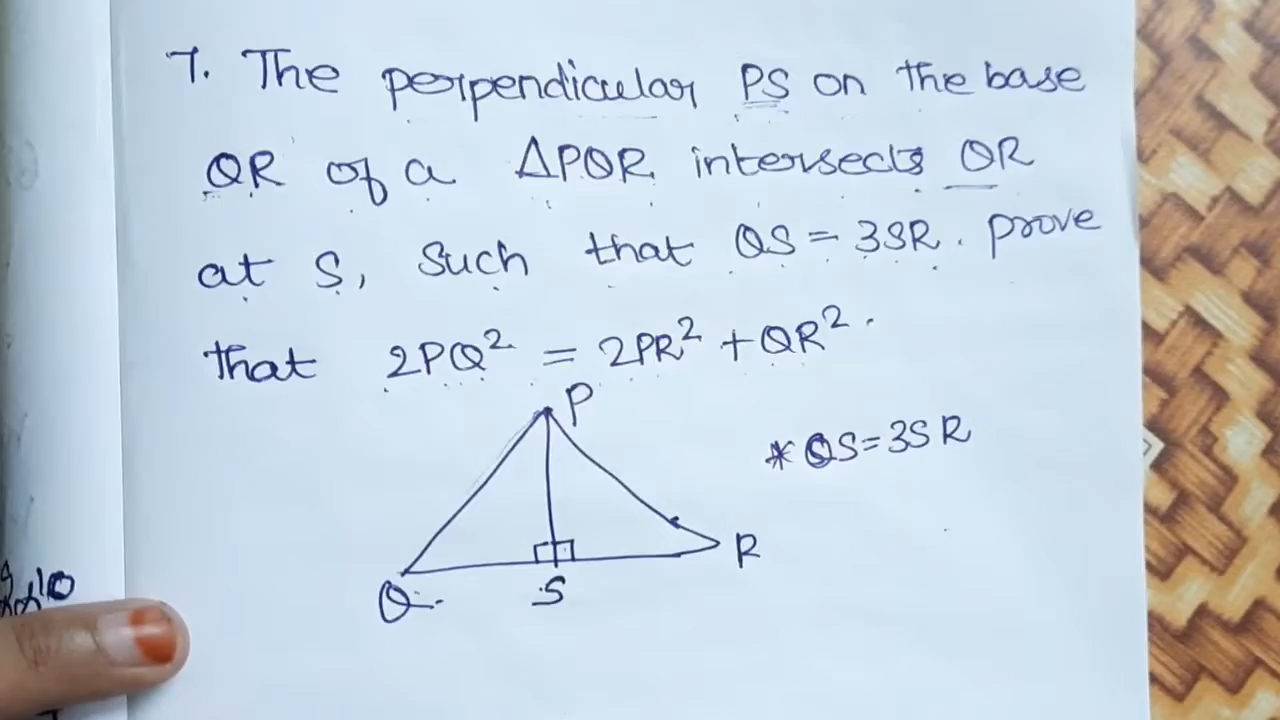 7. The perpendicular PS on the base
QR of a ΔPQR intersects QR
at S, Such that QS = 3SR. prove
that 2PQ² = 2PR² + QR².
P
* QS = 3SR
R
Q
S
10